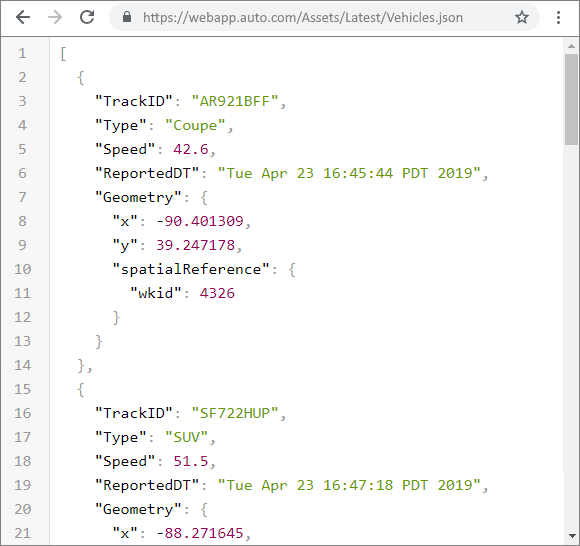 https://webapp.auto.com/Assets/Latest/Vehicles.json
1 [
2 {
3 "TrackID": "AR921BFF",
4 "Type": "Coupe",
5 "Speed": 42.6,
6 "ReportedDT": "Tue Apr 23 16:45:44 PDT 2019",
7 "Geometry": {
8 "x": -90.401309,
9 "y": 39.247178,
10 "spatialReference": {
11 "wkid": 4326
12 }
13 }
14 },
15 {
16 "TrackID": "SF722HUP",
17 "Type": "SUV",
18 "Speed": 51.5,
19 "ReportedDT": "Tue Apr 23 16:47:18 PDT 2019",
20 "Geometry": {
21 "x": -88.271645,